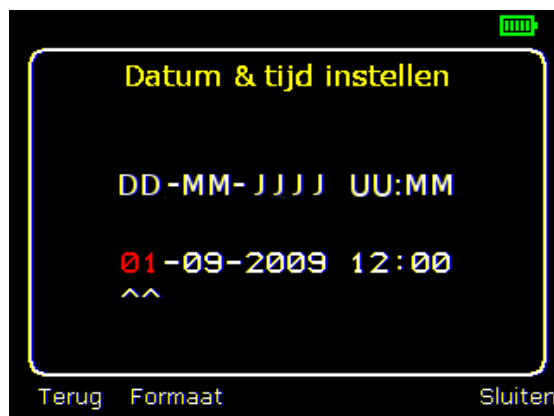 Datum & tijd instellen
DD-MM-JJJJ UU:MM
01-09-2009 12:00
^^
Terug Formaat Sluiten